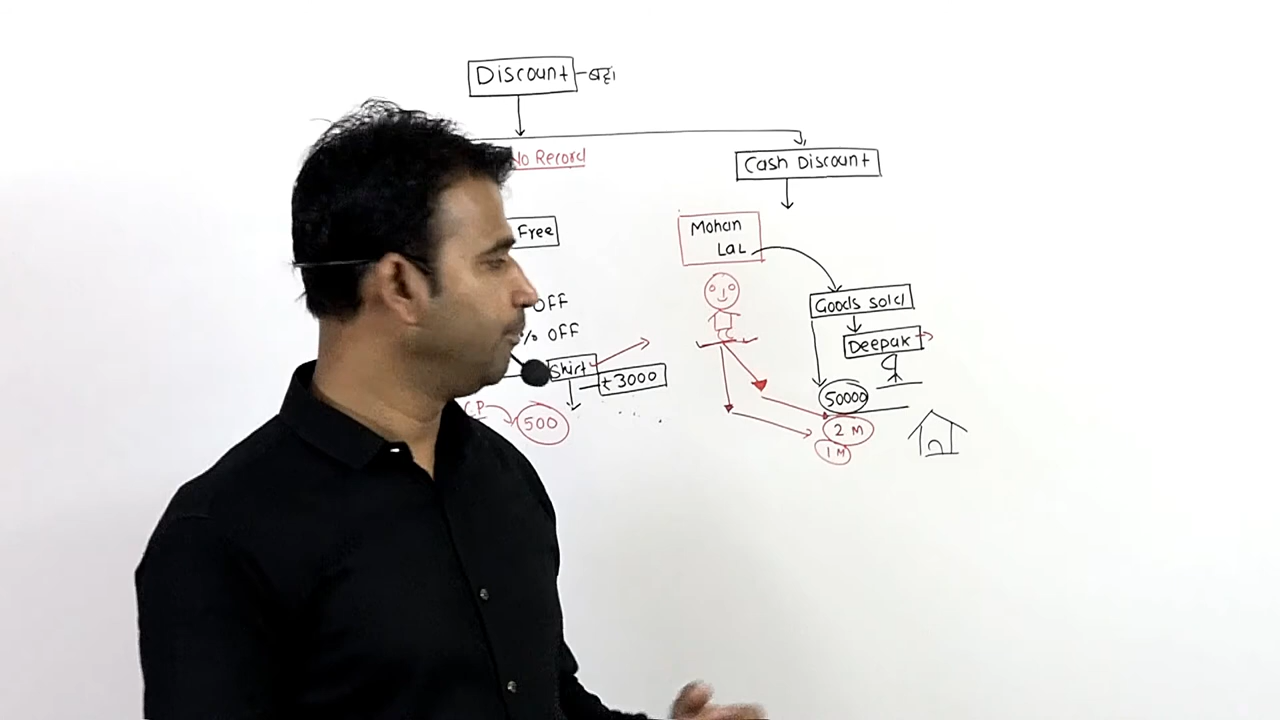 Discount - बट्टा
No Record
Cash Discount
Free
Mohan
Lal
OFF
% OFF
Goods sold
Deepak
Shirt
₹3000
CP
500
50000
2 M
1 M